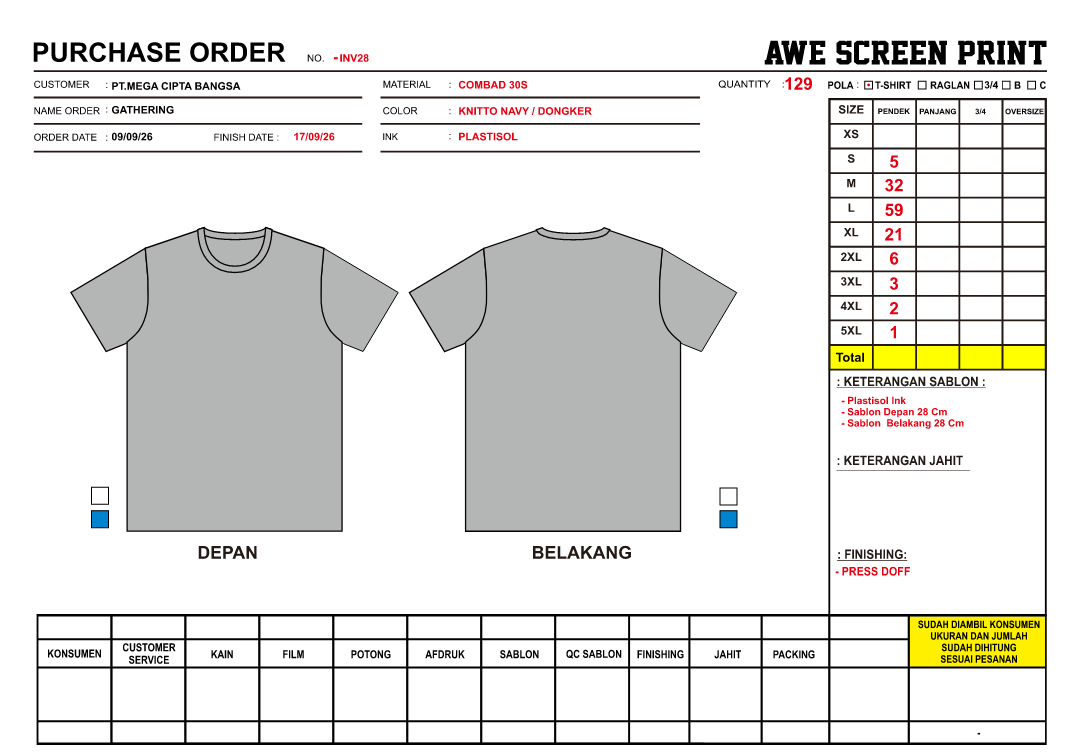 PURCHASE ORDER NO. - INV28
AWE SCREEN PRINT
CUSTOMER : PT.MEGA CIPTA BANGSA
NAME ORDER : GATHERING
ORDER DATE : 09/09/26 FINISH DATE : 17/09/26
MATERIAL : COMBAD 30S
COLOR : KNITTO NAVY / DONGKER
INK : PLASTISOL
QUANTITY : 129
POLA : T-SHIRT RAGLAN 3/4 B C
SIZE PENDEK PANJANG 3/4 OVERSIZE
XS
S 5
M 32
L 59
XL 21
2XL 6
3XL 3
4XL 2
5XL 1
Total
: KETERANGAN SABLON :
- Plastisol Ink
- Sablon Depan 28 Cm
- Sablon Belakang 28 Cm
: KETERANGAN JAHIT
: FINISHING:
- PRESS DOFF
DEPAN
BELAKANG
KONSUMEN
CUSTOMER
SERVICE
KAIN
FILM
POTONG
AFDRUK
SABLON
QC SABLON
FINISHING
JAHIT
PACKING
SUDAH DIAMBIL KONSUMEN
UKURAN DAN JUMLAH
SUDAH DIHITUNG
SESUAI PESANAN
-